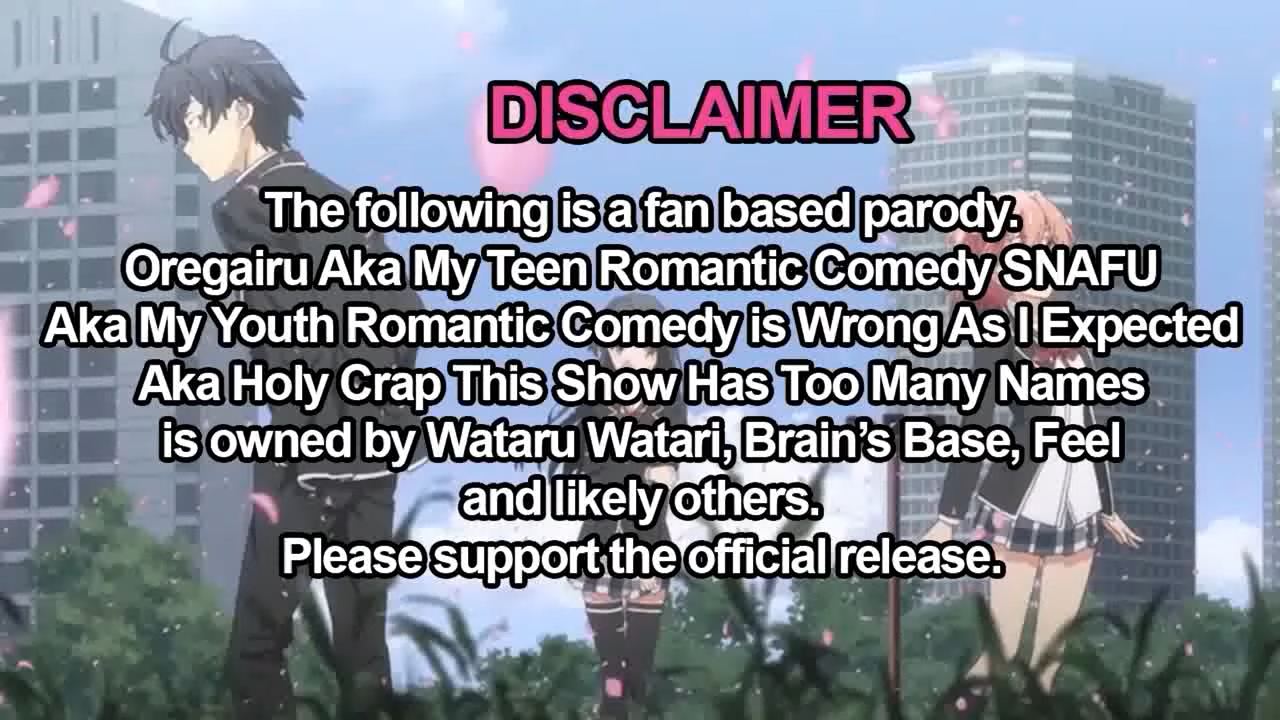 DISCLAIMER
The following is a fan based parody.
Oregairu Aka My Teen Romantic Comedy SNAFU
Aka My Youth Romantic Comedy is Wrong As I Expected
Aka Holy Crap This Show Has Too Many Names
is owned by Wataru Watari, Brain’s Base, Feel
and likely others.
Please support the official release.